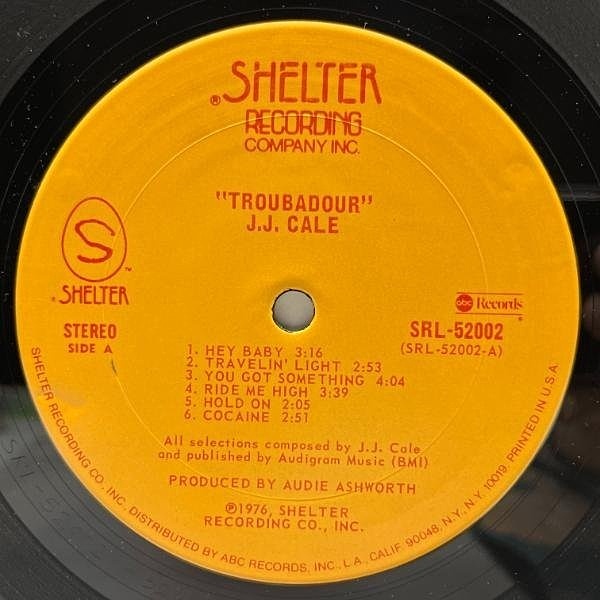 ® SHELTER
RECORDING
COMPANY INC.
"TROUBADOUR"
J.J. CALE
S
™
® SHELTER
abc Records
®
STEREO
SIDE A
SRL-52002
(SRL-52002-A)
1. HEY BABY 3:16
2. TRAVELIN' LIGHT 2:53
3. YOU GOT SOMETHING 4:04
4. RIDE ME HIGH 3:39
5. HOLD ON 2:05
6. COCAINE 2:51
All selections composed by J.J. Cale
and published by Audigram Music (BMI)
PRODUCED BY AUDIE ASHWORTH
℗1976, SHELTER
RECORDING CO., INC.
SHELTER RECORDING CO., INC. DISTRIBUTED BY ABC RECORDS, INC., L.A., CALIF. 90048, N.Y., N.Y. 10019. PRINTED IN U.S.A.